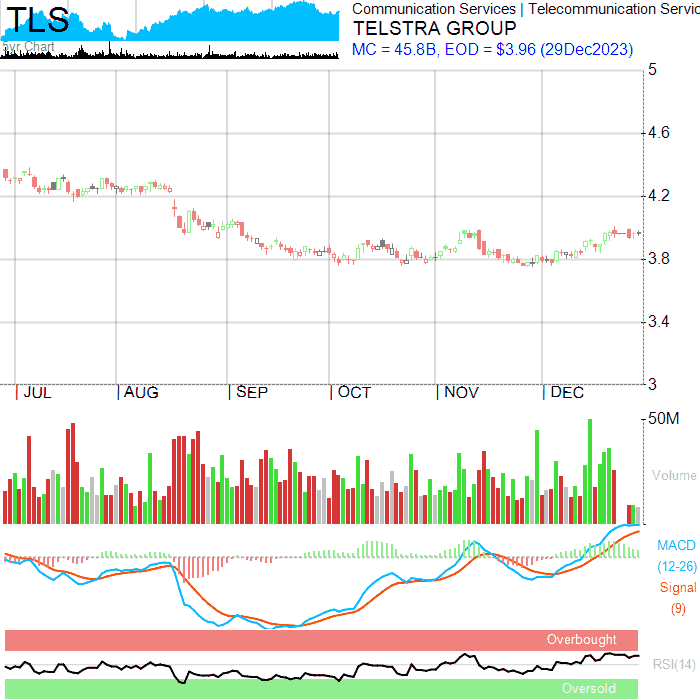 TLS
5yr Chart
Communication Services | Telecommunication Servic
TELSTRA GROUP
MC = 45.8B, EOD = $3.96 (29Dec2023)
5
4.6
4.2
3.8
3.4
3
JUL AUG SEP OCT NOV DEC
50M
Volume
MACD
(12-26)
Signal
(9)
Overbought
RSI(14)
Oversold